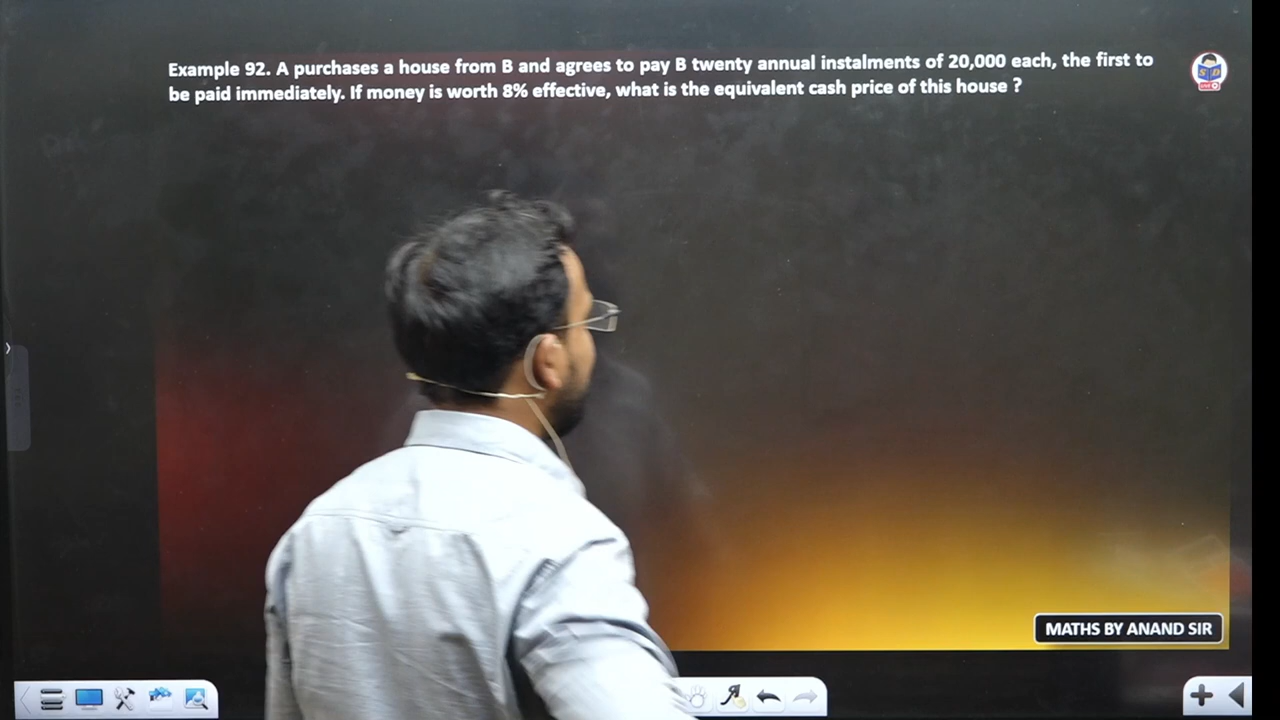 Example 92. A purchases a house from B and agrees to pay B twenty annual instalments of 20,000 each, the first to
be paid immediately. If money is worth 8% effective, what is the equivalent cash price of this house ?
MATHS BY ANAND SIR